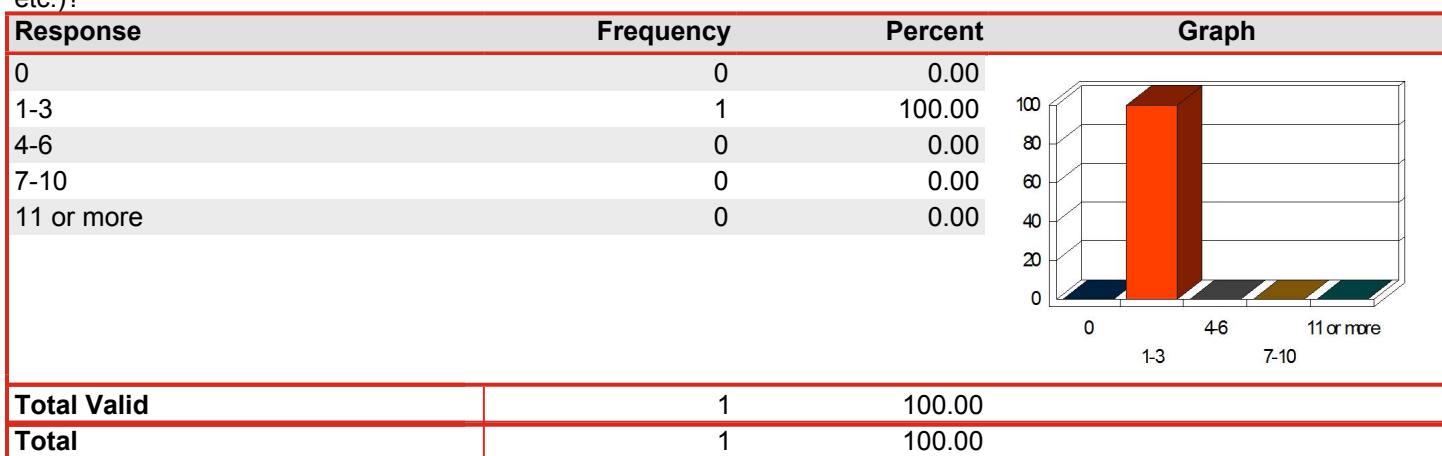 etc.)?
Response Frequency Percent Graph
0 0 0.00
1-3 1 100.00
4-6 0 0.00
7-10 0 0.00
11 or more 0 0.00
100
80
60
40
20
0
0 4-6 11 or more
1-3 7-10
Total Valid 1 100.00
Total 1 100.00